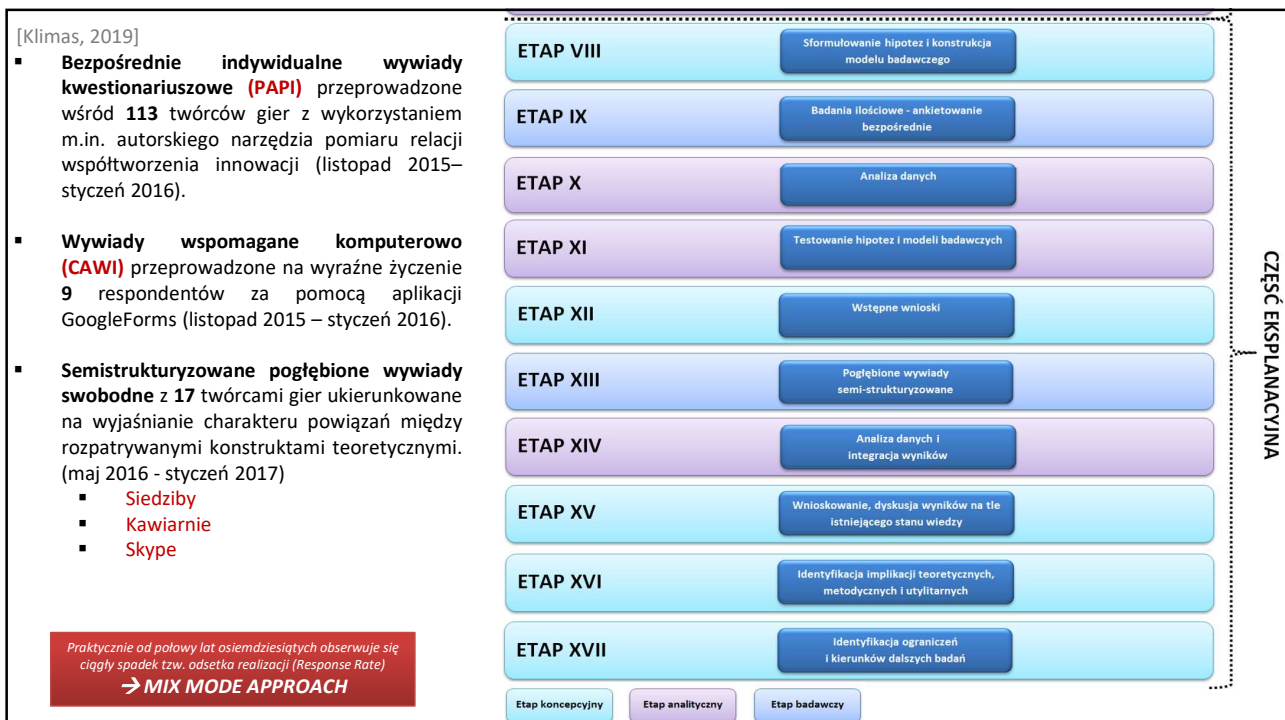 [Klimas, 2019]
▪ Bezpośrednie indywidualne wywiady
kwestionariuszowe (PAPI) przeprowadzone
wśród 113 twórców gier z wykorzystaniem
m.in. autorskiego narzędzia pomiaru relacji
współtworzenia innowacji (listopad 2015–
styczeń 2016).
▪ Wywiady wspomagane komputerowo
(CAWI) przeprowadzone na wyraźne życzenie
9 respondentów za pomocą aplikacji
GoogleForms (listopad 2015 – styczeń 2016).
▪ Semistrukturyzowane pogłębione wywiady
swobodne z 17 twórcami gier ukierunkowane
na wyjaśnianie charakteru powiązań między
rozpatrywanymi konstruktami teoretycznymi.
(maj 2016 - styczeń 2017)
▪ Siedziby
▪ Kawiarnie
▪ Skype
Praktycznie od połowy lat osiemdziesiątych obserwuje się
ciągły spadek tzw. odsetka realizacji (Response Rate)
→ MIX MODE APPROACH
ETAP VIII
Sformułowanie hipotez i konstrukcja
modelu badawczego
ETAP IX
Badania ilościowe - ankietowanie
bezpośrednie
ETAP X
Analiza danych
ETAP XI
Testowanie hipotez i modeli badawczych
ETAP XII
Wstępne wnioski
ETAP XIII
Pogłębione wywiady
semi-strukturyzowane
ETAP XIV
Analiza danych i
integracja wyników
ETAP XV
Wnioskowanie, dyskusja wyników na tle
istniejącego stanu wiedzy
ETAP XVI
Identyfikacja implikacji teoretycznych,
metodycznych i utylitarnych
ETAP XVII
Identyfikacja ograniczeń
i kierunków dalszych badań
Etap koncepcyjny
Etap analityczny
Etap badawczy
CZĘŚĆ EKSPLANACYJNA